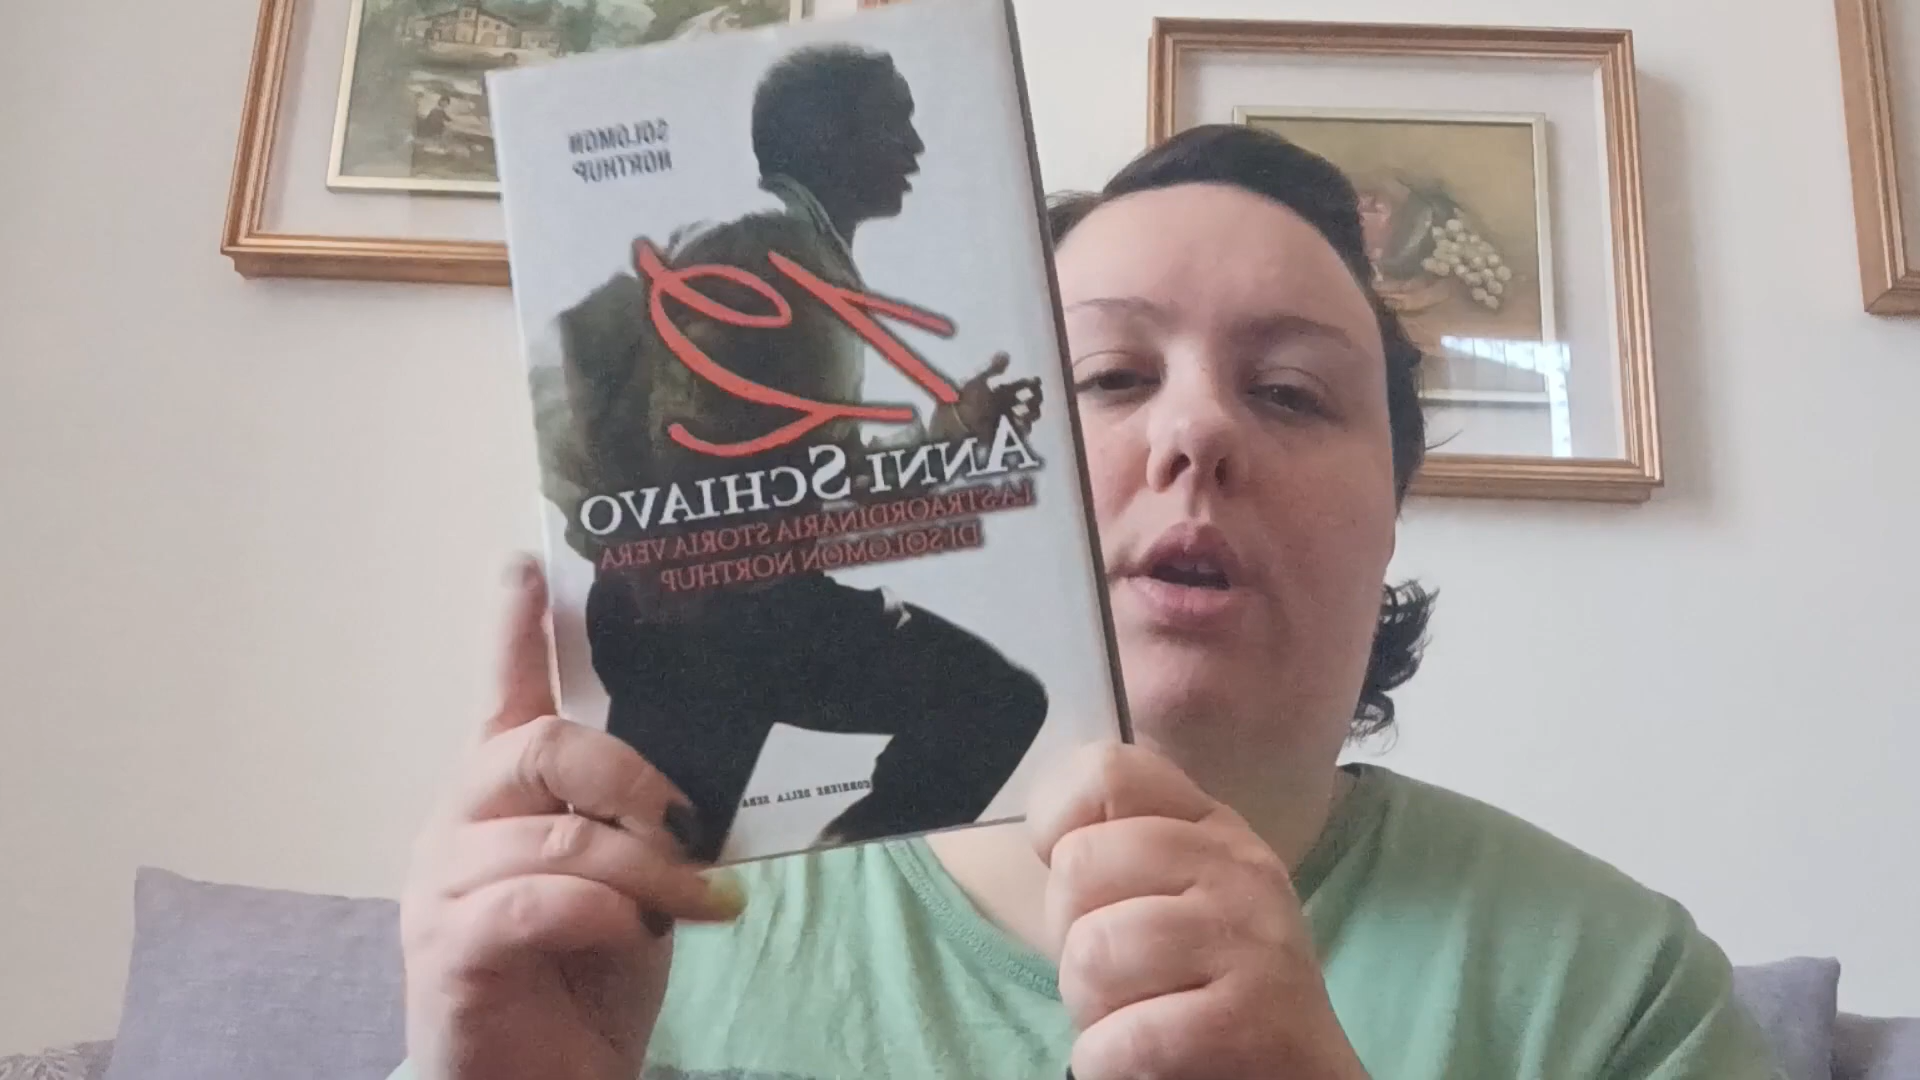 SOLOMON
NORTHUP
12
ANNI SCHIAVO
LA STRAORDINARIA STORIA VERA
DI SOLOMON NORTHUP
CORRIERE DELLA SERA